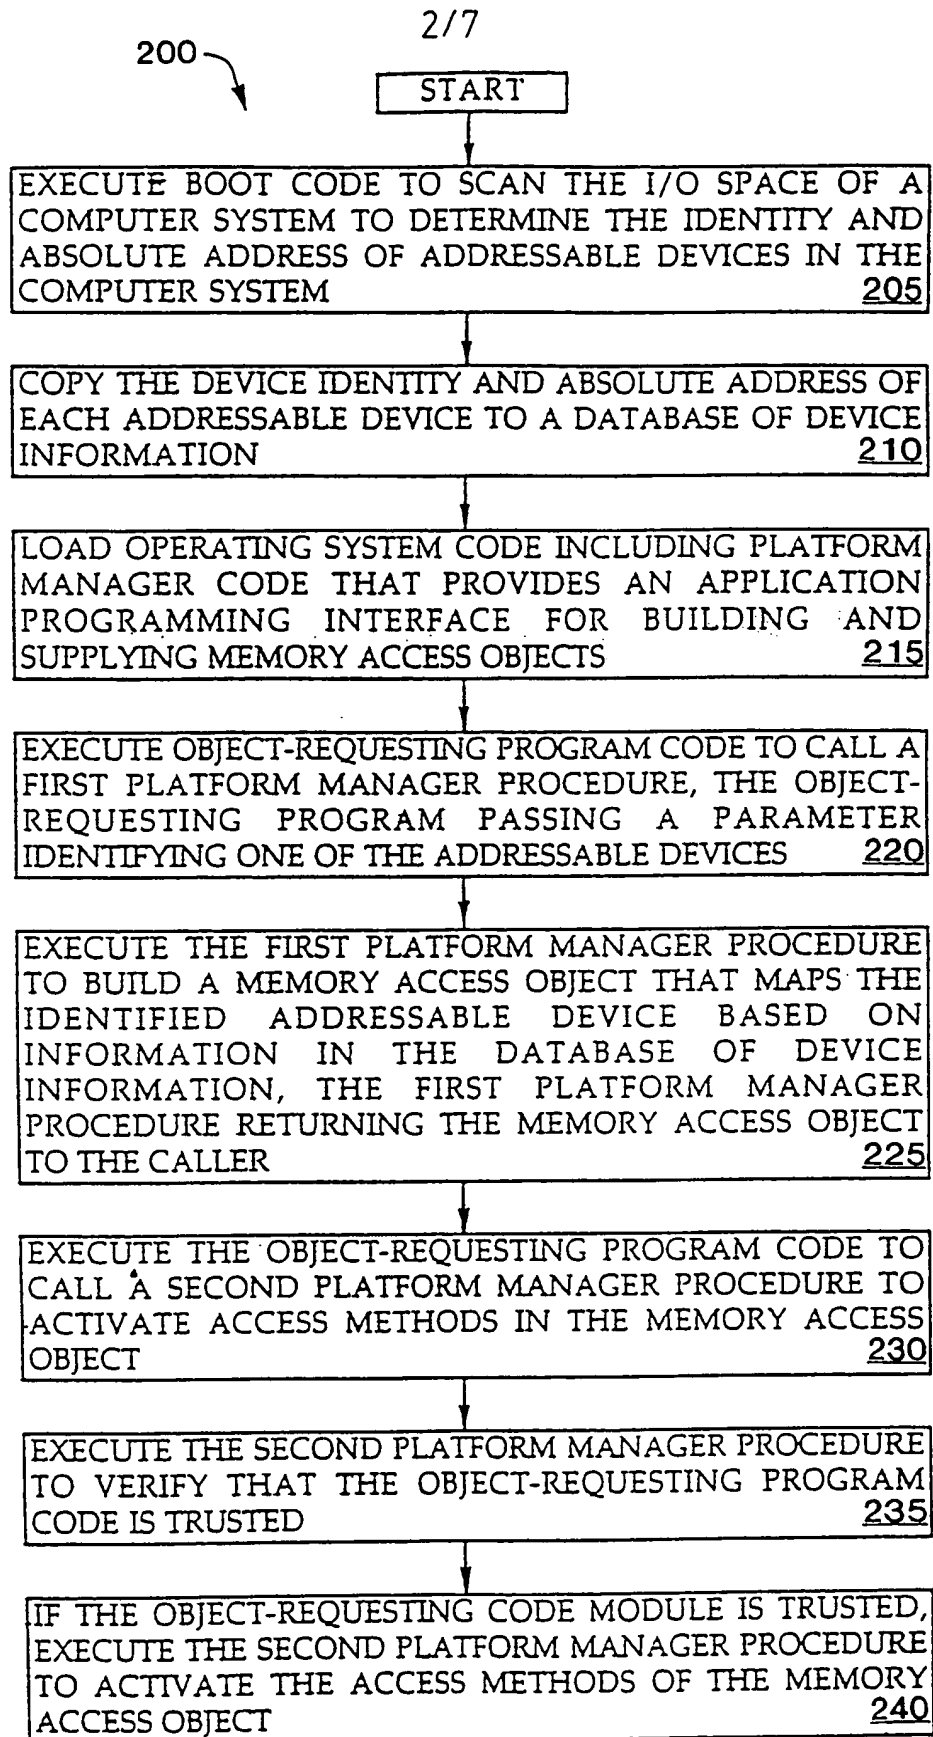 2/7
200
START
EXECUTE BOOT CODE TO SCAN THE I/O SPACE OF A
COMPUTER SYSTEM TO DETERMINE THE IDENTITY AND
ABSOLUTE ADDRESS OF ADDRESSABLE DEVICES IN THE
COMPUTER SYSTEM 205
COPY THE DEVICE IDENTITY AND ABSOLUTE ADDRESS OF
EACH ADDRESSABLE DEVICE TO A DATABASE OF DEVICE
INFORMATION 210
LOAD OPERATING SYSTEM CODE INCLUDING PLATFORM
MANAGER CODE THAT PROVIDES AN APPLICATION
PROGRAMMING INTERFACE FOR BUILDING AND
SUPPLYING MEMORY ACCESS OBJECTS 215
EXECUTE OBJECT-REQUESTING PROGRAM CODE TO CALL A
FIRST PLATFORM MANAGER PROCEDURE, THE OBJECT-
REQUESTING PROGRAM PASSING A PARAMETER
IDENTIFYING ONE OF THE ADDRESSABLE DEVICES 220
EXECUTE THE FIRST PLATFORM MANAGER PROCEDURE
TO BUILD A MEMORY ACCESS OBJECT THAT MAPS THE
IDENTIFIED ADDRESSABLE DEVICE BASED ON
INFORMATION IN THE DATABASE OF DEVICE
INFORMATION, THE FIRST PLATFORM MANAGER
PROCEDURE RETURNING THE MEMORY ACCESS OBJECT
TO THE CALLER 225
EXECUTE THE OBJECT-REQUESTING PROGRAM CODE TO
CALL A SECOND PLATFORM MANAGER PROCEDURE TO
ACTIVATE ACCESS METHODS IN THE MEMORY ACCESS
OBJECT 230
EXECUTE THE SECOND PLATFORM MANAGER PROCEDURE
TO VERIFY THAT THE OBJECT-REQUESTING PROGRAM
CODE IS TRUSTED 235
IF THE OBJECT-REQUESTING CODE MODULE IS TRUSTED,
EXECUTE THE SECOND PLATFORM MANAGER PROCEDURE
TO ACTIVATE THE ACCESS METHODS OF THE MEMORY
ACCESS OBJECT 240